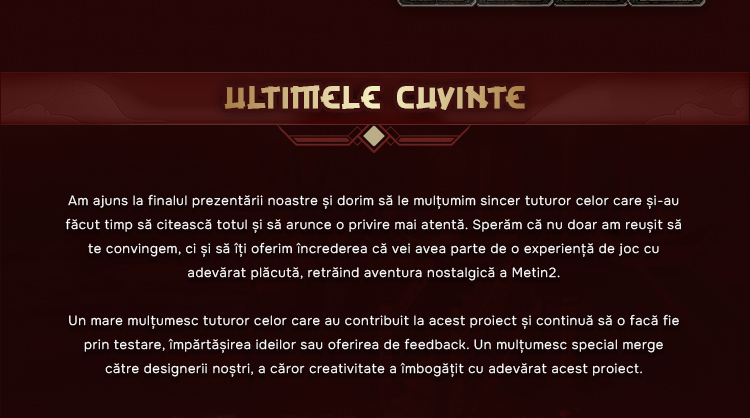 ULTIMELE CUVINTE
Am ajuns la finalul prezentării noastre și dorim să le mulțumim sincer tuturor celor care și-au
făcut timp să citească totul și să arunce o privire mai atentă. Sperăm că nu doar am reușit să
te convingem, ci și să îți oferim încrederea că vei avea parte de o experiență de joc cu
adevărat plăcută, retrăind aventura nostalgică a Metin2.
Un mare mulțumesc tuturor celor care au contribuit la acest proiect și continuă să o facă fie
prin testare, împărtășirea ideilor sau oferirea de feedback. Un mulțumesc special merge
către designerii noștri, a căror creativitate a îmbogățit cu adevărat acest proiect.